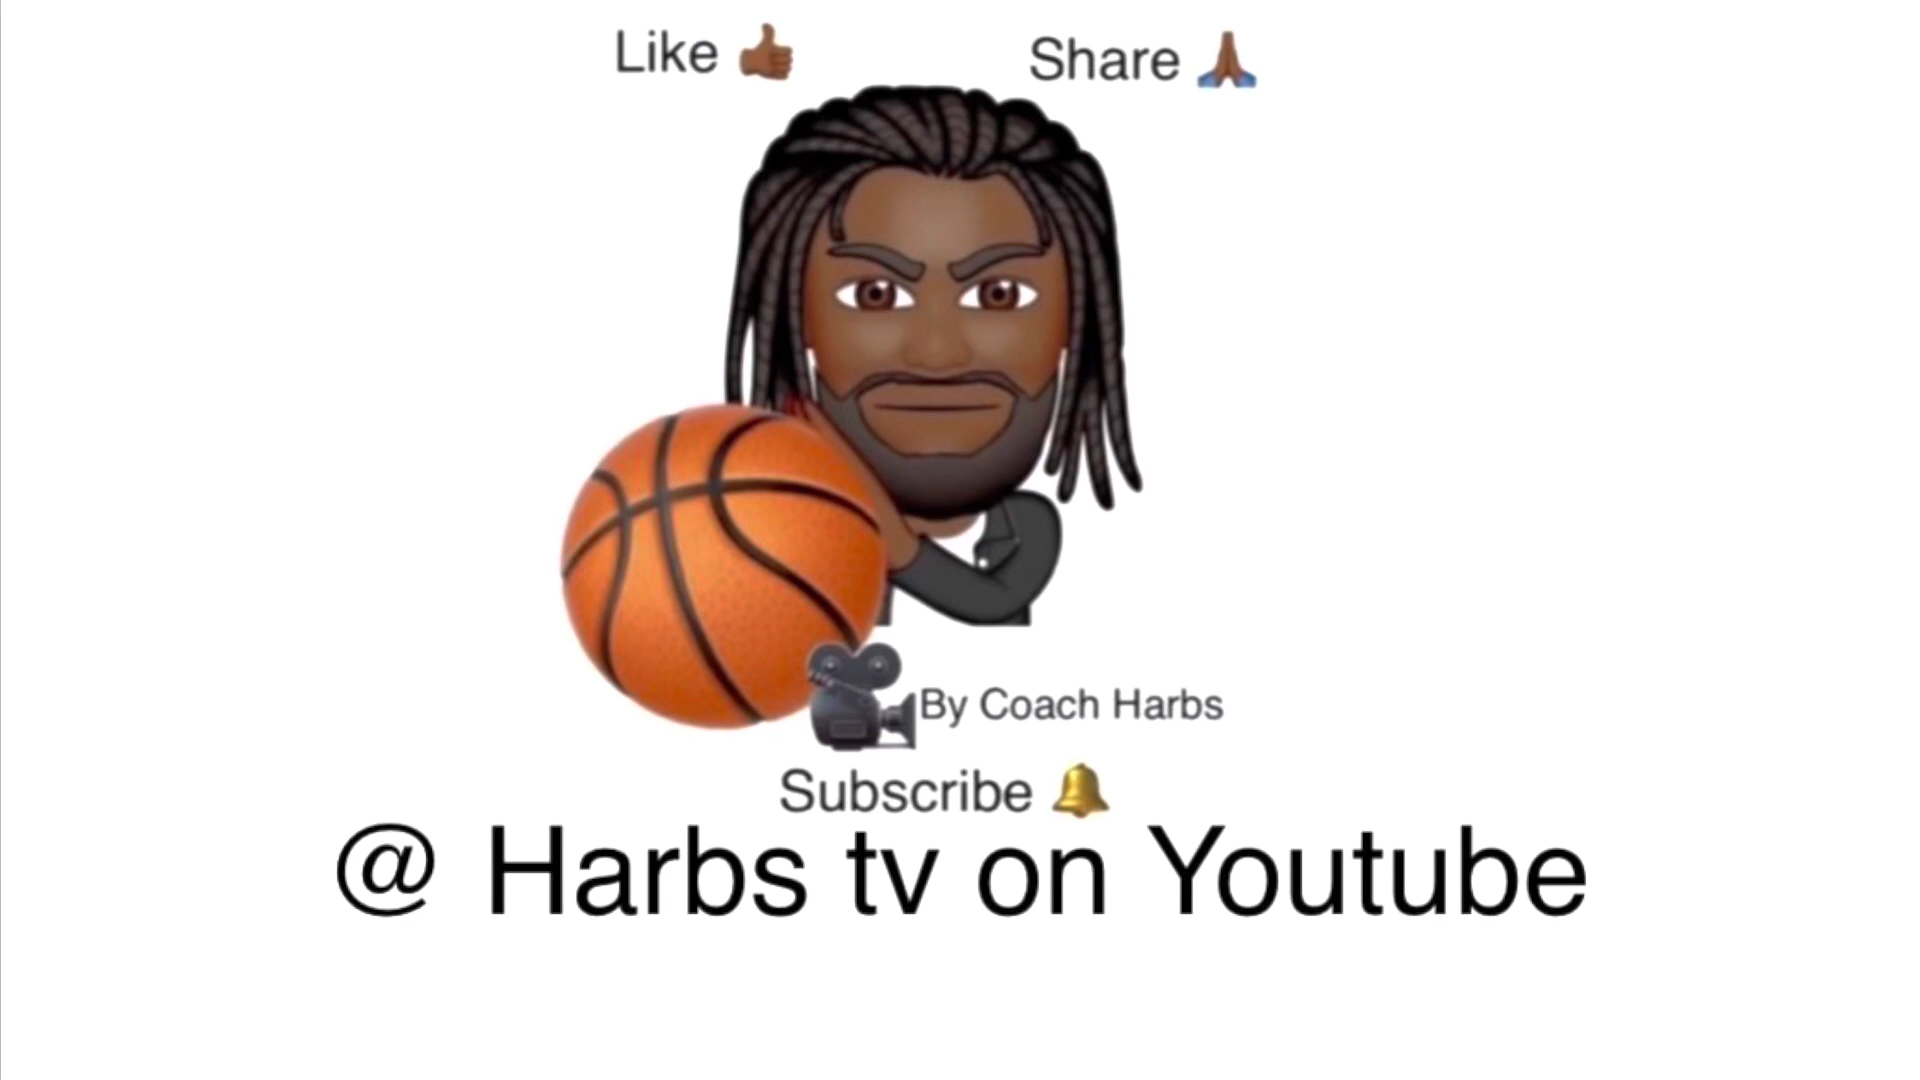 Like 👍🏾
Share 🙏🏾
By Coach Harbs
Subscribe 🔔
@ Harbs tv on Youtube